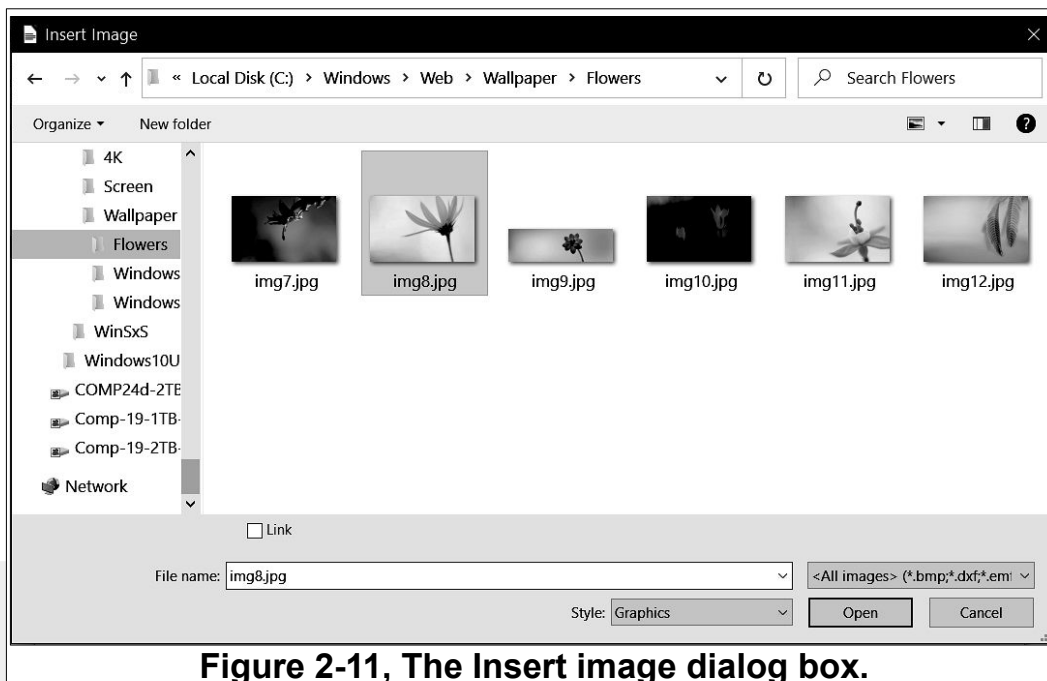 Insert Image
« Local Disk (C:) > Windows > Web > Wallpaper > Flowers
Search Flowers
Organize
New folder
4K
Screen
Wallpaper
Flowers
Windows
Windows
WinSxS
Windows10U
COMP24d-2TB
Comp-19-1TB-
Comp-19-2TB-
Network
img7.jpg
img8.jpg
img9.jpg
img10.jpg
img11.jpg
img12.jpg
Link
File name: img8.jpg
<All images> (*.bmp;*.dxf;*.emf
Style: Graphics
Open
Cancel
Figure 2-11, The Insert image dialog box.